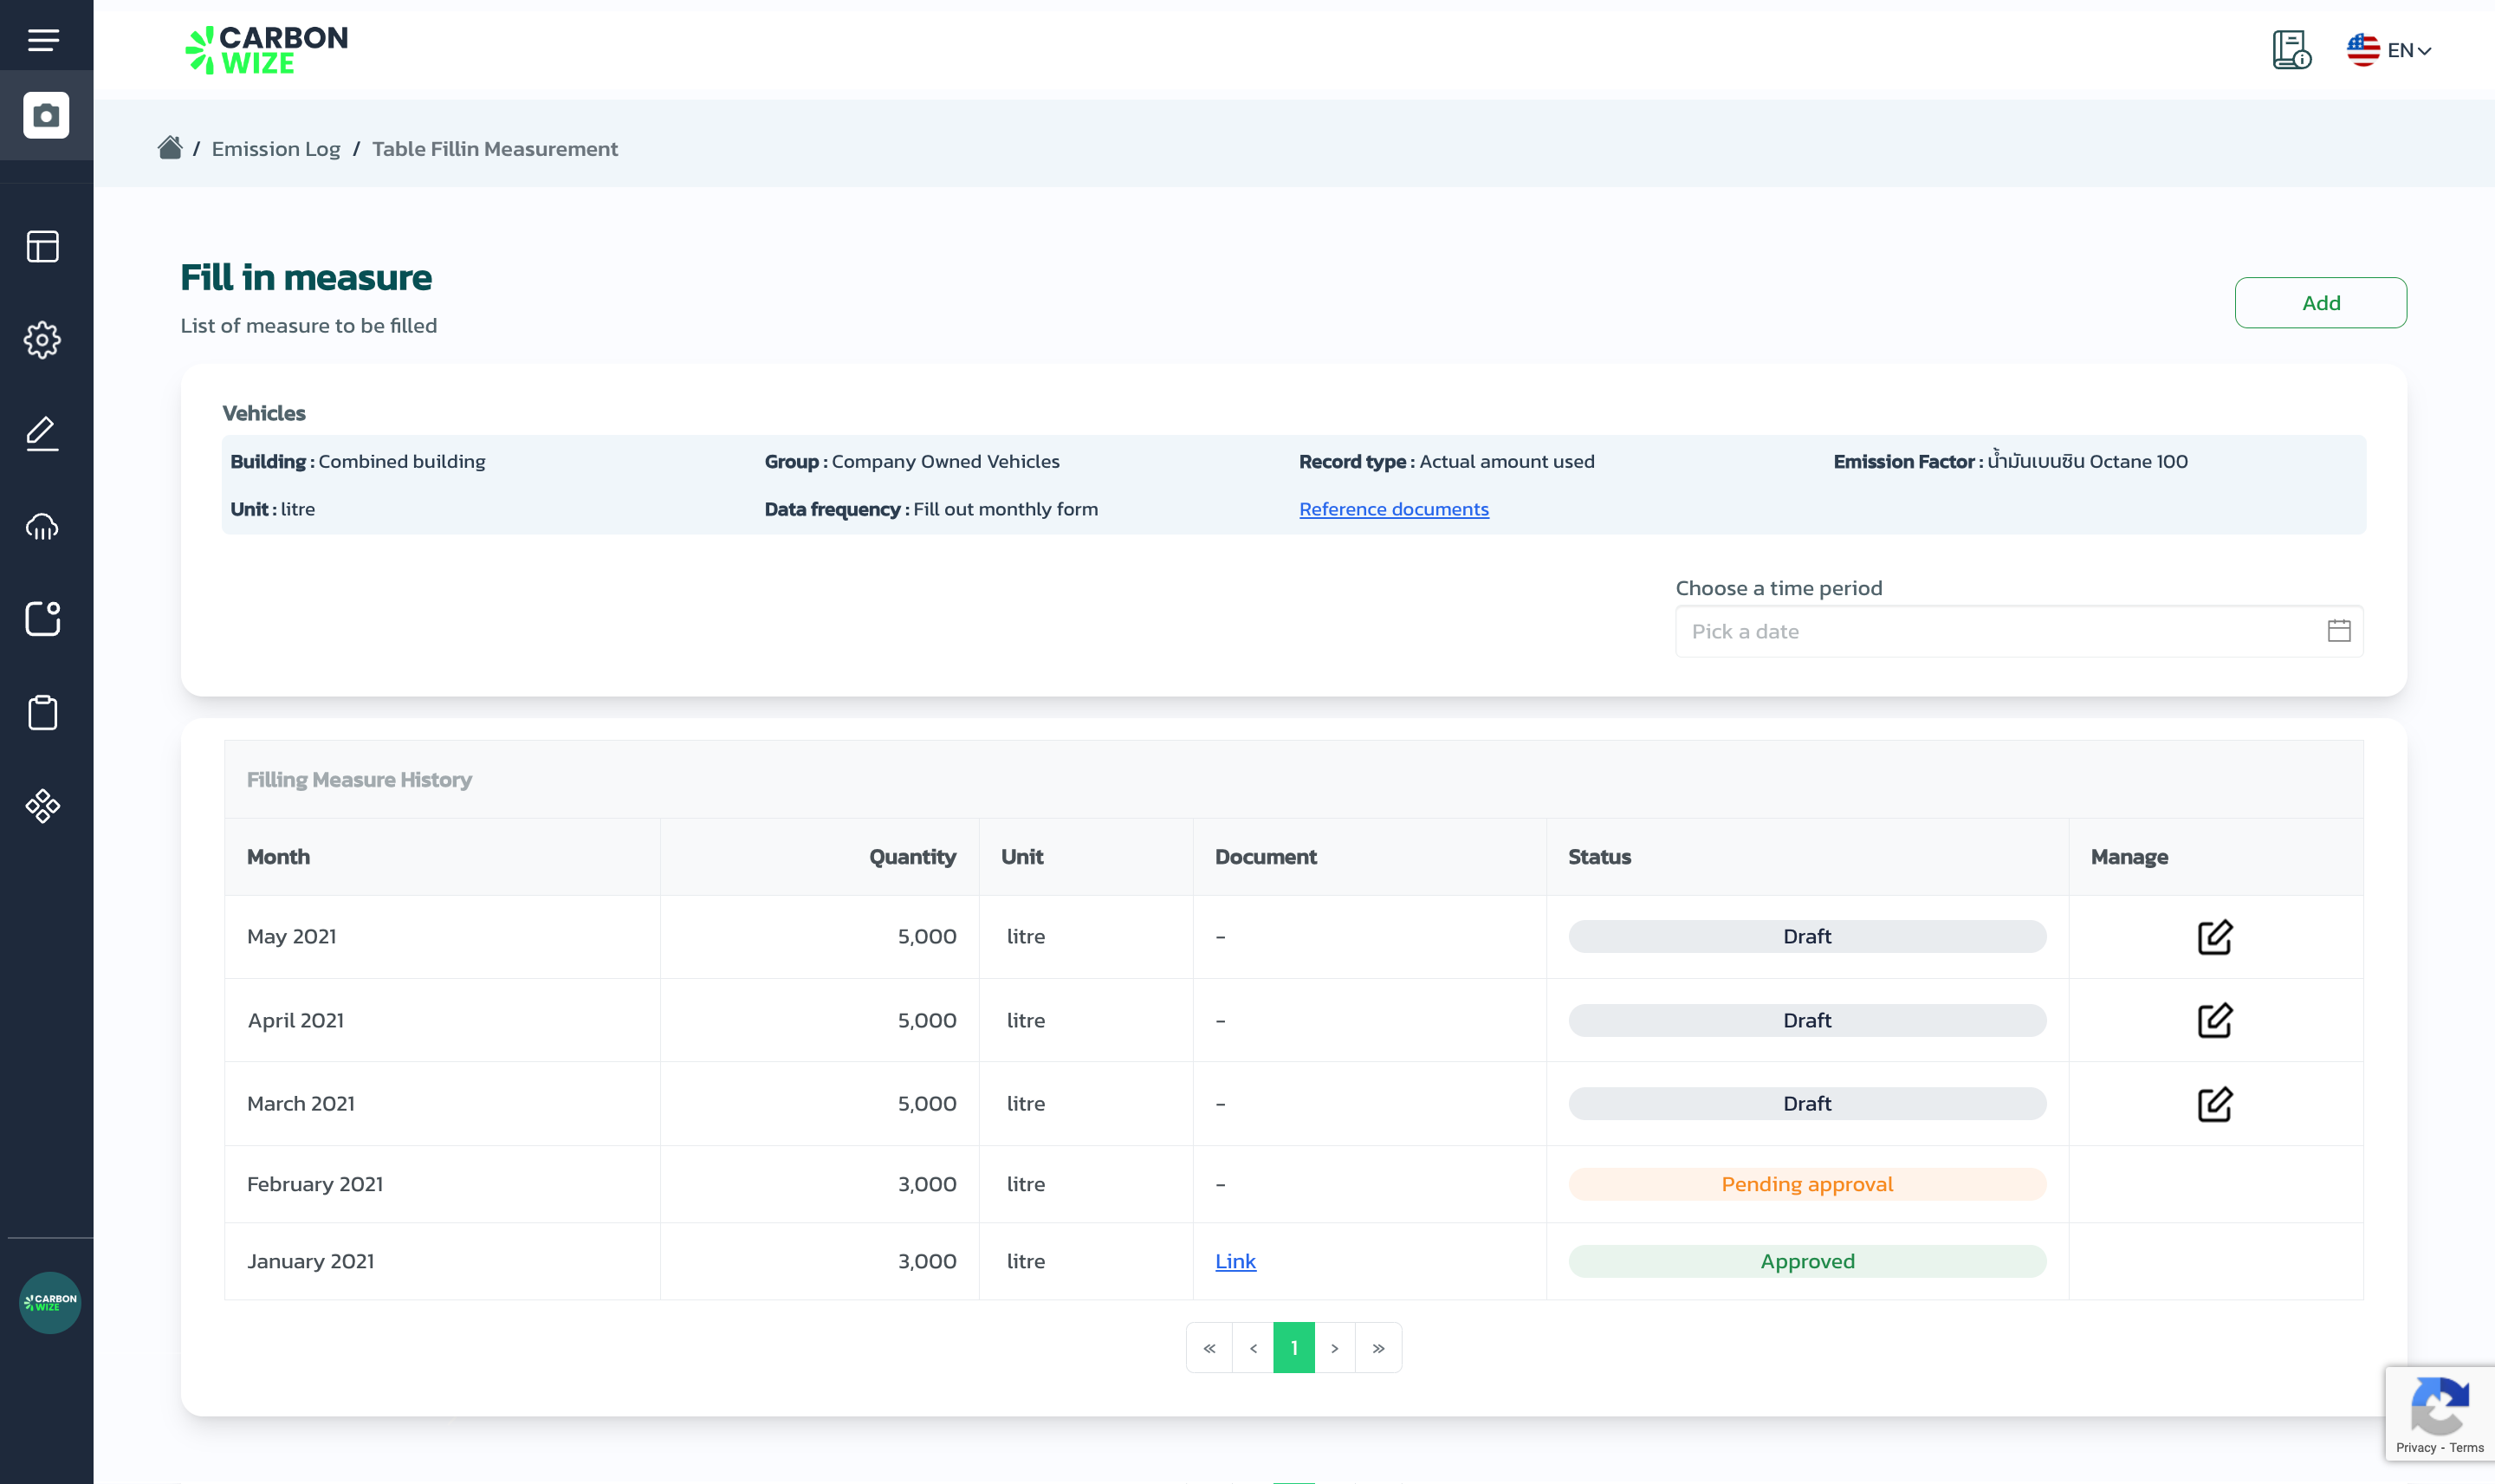 CARBON
WIZE
EN
/ Emission Log / Table Fillin Measurement
Fill in measure
List of measure to be filled
Add
Vehicles
Building : Combined building
Group : Company Owned Vehicles
Record type : Actual amount used
Emission Factor : น้ำมันเบนซิน Octane 100
Unit : litre
Data frequency : Fill out monthly form
Reference documents
Choose a time period
Pick a date
Filling Measure History
Month Quantity Unit Document Status Manage
May 2021 5,000 litre - Draft
April 2021 5,000 litre - Draft
March 2021 5,000 litre - Draft
February 2021 3,000 litre - Pending approval
January 2021 3,000 litre Link Approved
« < 1 > »
CARBON
WIZE
Privacy - Terms